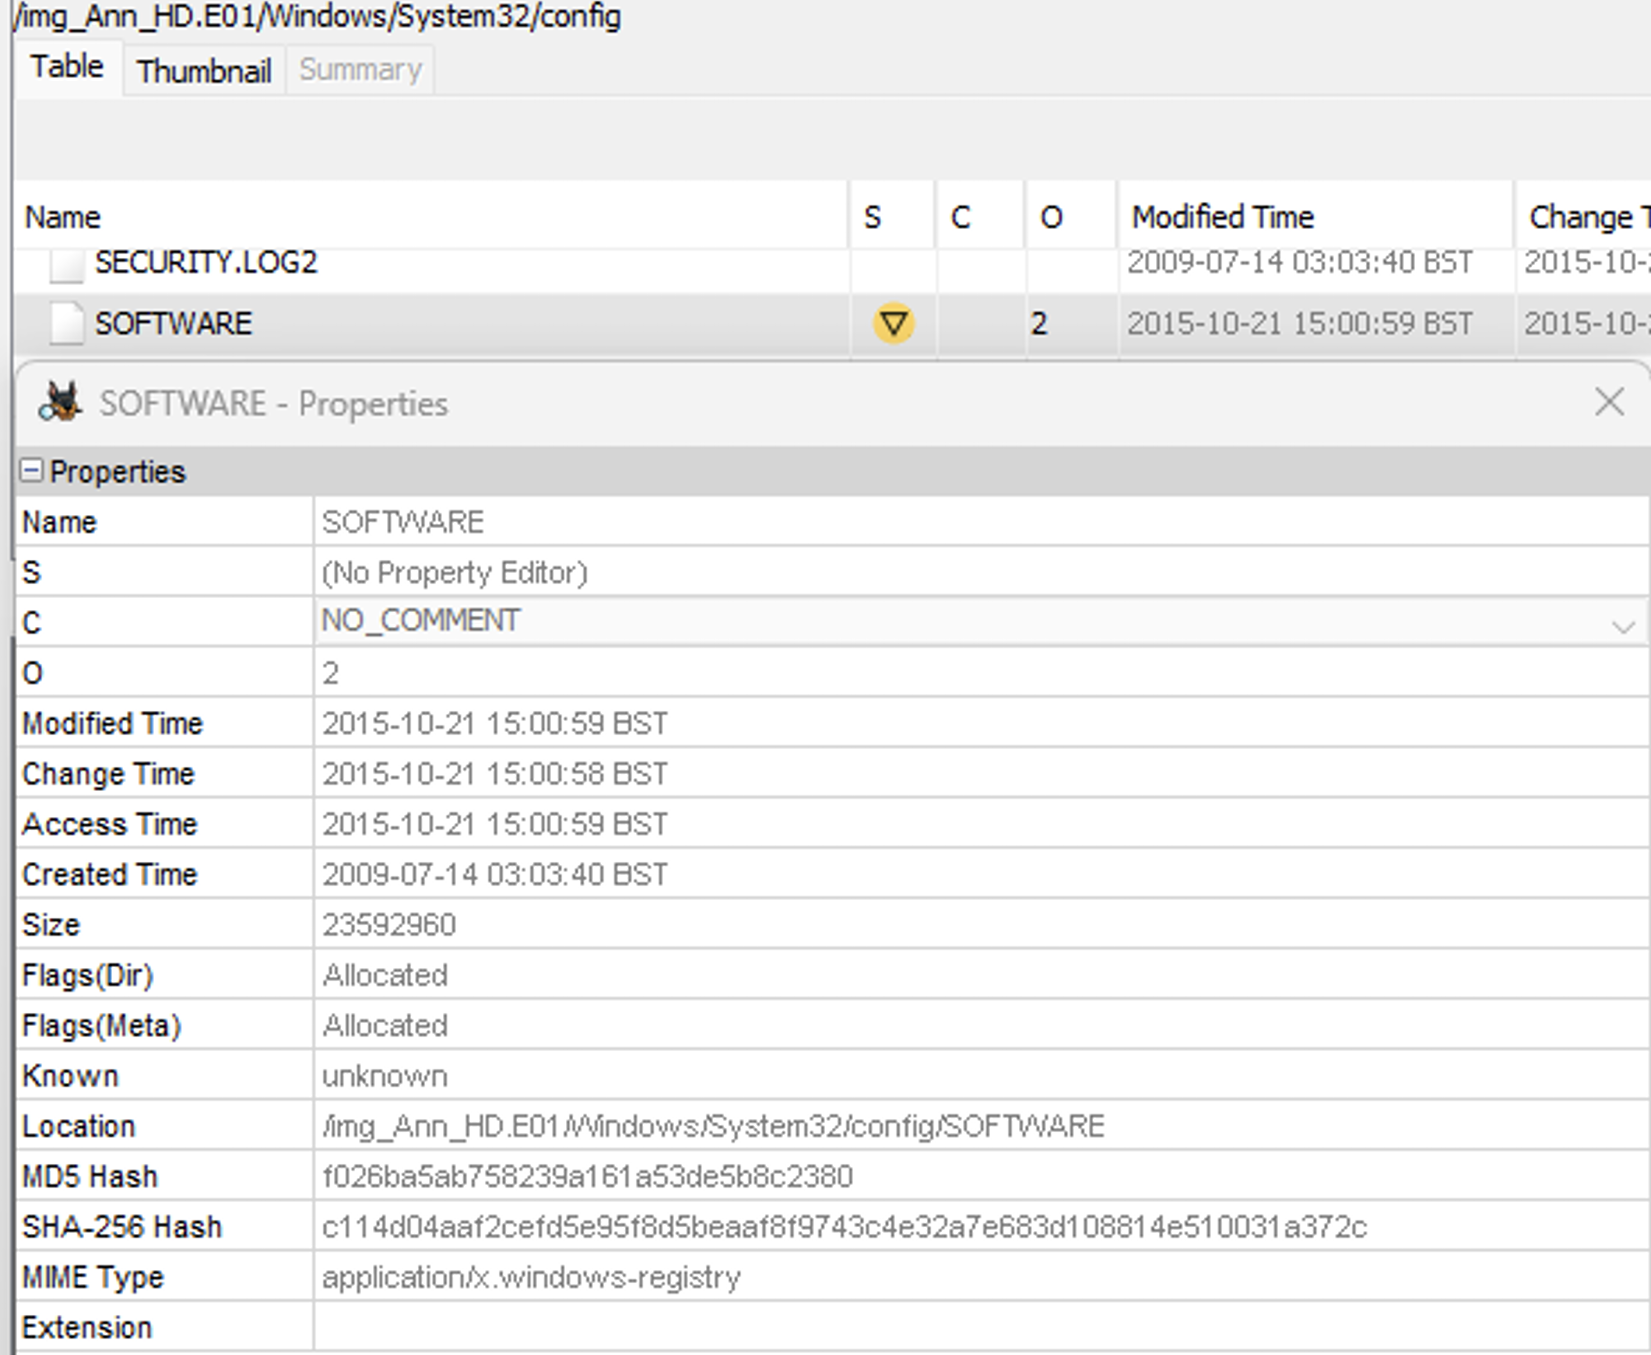 /img_Ann_HD.E01/Windows/System32/config
Table Thumbnail Summary
Name S C O Modified Time Change T
SECURITY.LOG2 2009-07-14 03:03:40 BST 2015-10-
SOFTWARE 2 2015-10-21 15:00:59 BST 2015-10-
SOFTWARE - Properties
Properties
Name SOFTWARE
S (No Property Editor)
C NO_COMMENT
O 2
Modified Time 2015-10-21 15:00:59 BST
Change Time 2015-10-21 15:00:58 BST
Access Time 2015-10-21 15:00:59 BST
Created Time 2009-07-14 03:03:40 BST
Size 23592960
Flags(Dir) Allocated
Flags(Meta) Allocated
Known unknown
Location /img_Ann_HD.E01/Windows/System32/config/SOFTWARE
MD5 Hash f026ba5ab758239a161a53de5b8c2380
SHA-256 Hash c114d04aaf2cefd5e95f8d5beaaf8f9743c4e32a7e683d108814e510031a372c
MIME Type application/x.windows-registry
Extension